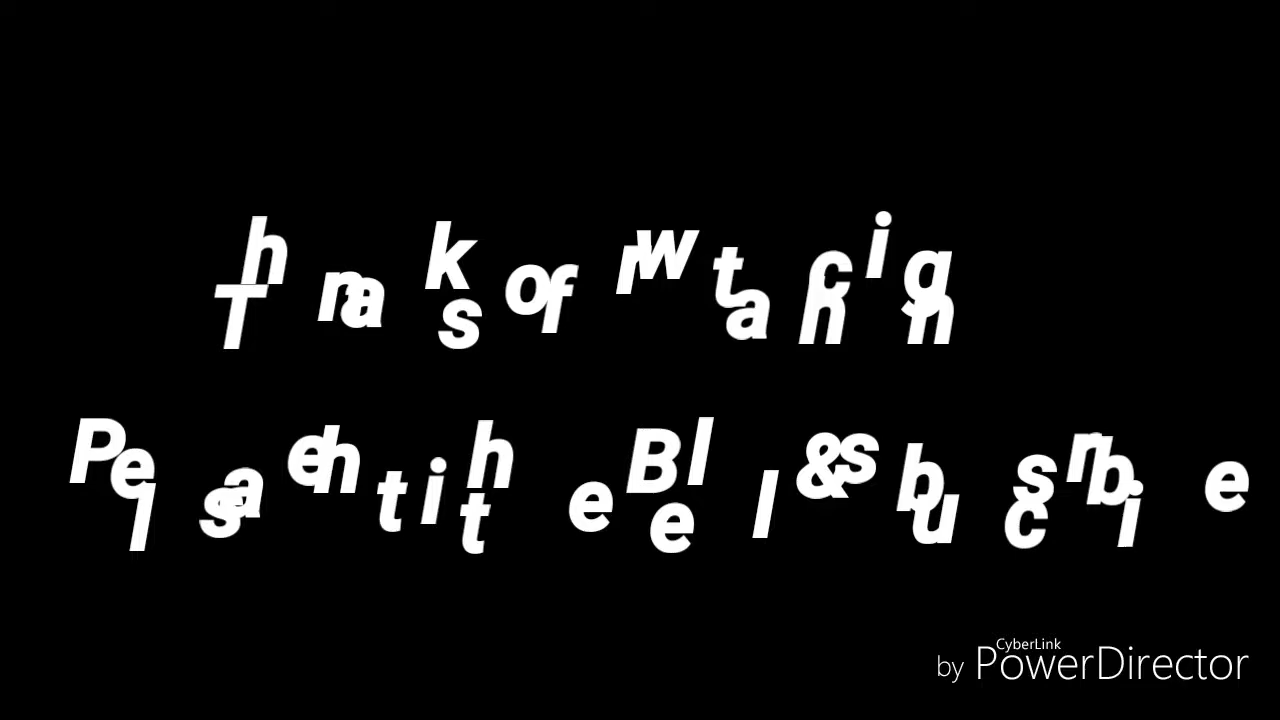 Thanks for watching
Please hit the Bell & subscribe
CyberLink
by PowerDirector